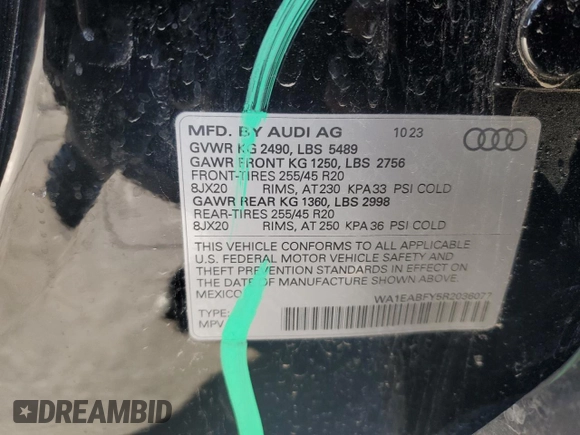 MFD. BY AUDI AG 10 23
GVWR KG 2490, LBS 5489
GAWR FRONT KG 1250, LBS 2756
FRONT-TIRES 255/45 R20
8JX20 RIMS, AT 230 KPA 33 PSI COLD
GAWR REAR KG 1360, LBS 2998
REAR-TIRES 255/45 R20
8JX20 RIMS, AT 250 KPA 36 PSI COLD
THIS VEHICLE CONFORMS TO ALL APPLICABLE
U.S. FEDERAL MOTOR VEHICLE SAFETY AND
THEFT PREVENTION STANDARDS IN EFFECT ON THE
DATE OF MANUFACTURE SHOWN ABOVE.
MEXICO WA1EABFY5R2036077
TYPE:
MPV
DREAMBID